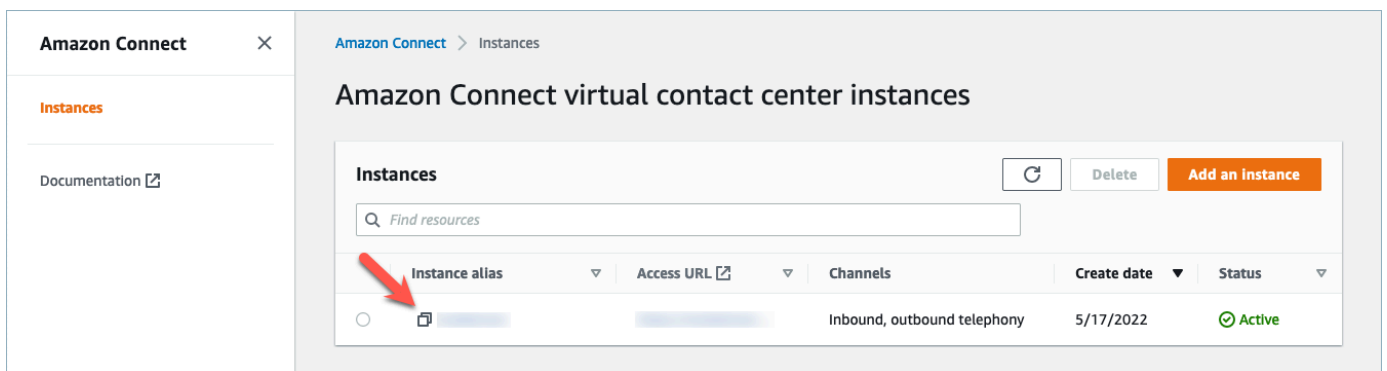 Amazon Connect
Instances
Documentation
Amazon Connect > Instances
Amazon Connect virtual contact center instances
Instances
Delete
Add an instance
Find resources
Instance alias
Access URL
Channels
Create date
Status
Inbound, outbound telephony
5/17/2022
Active